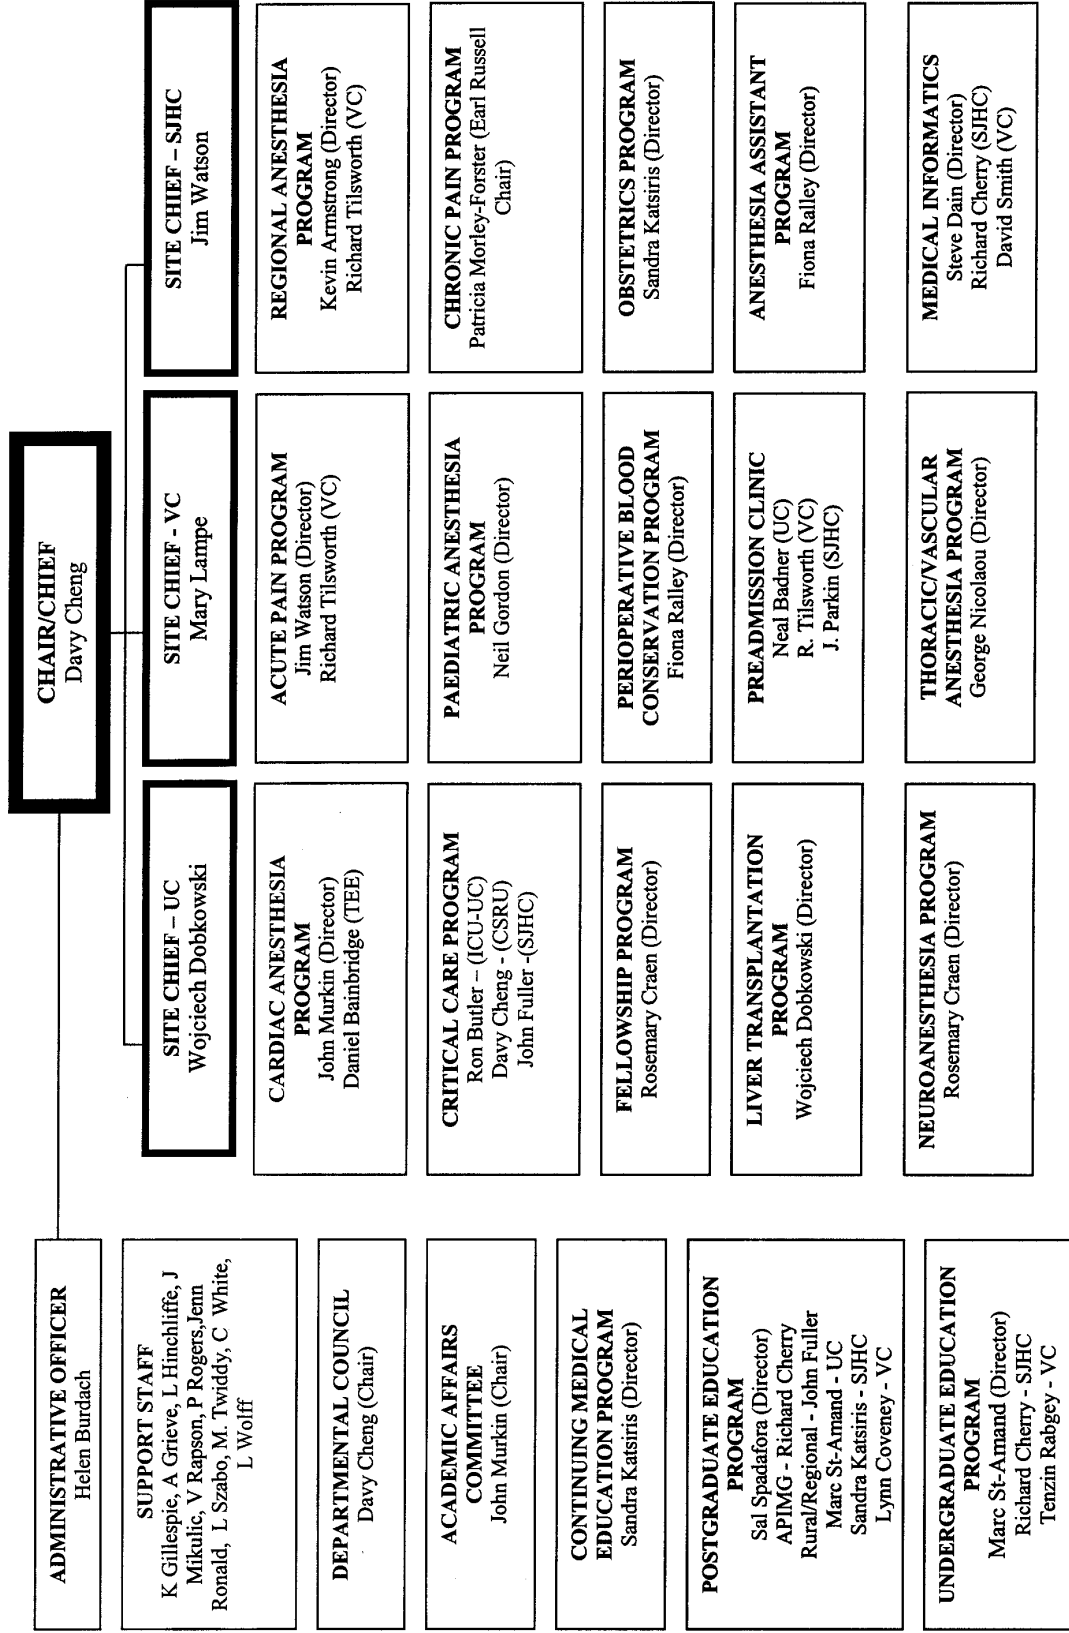 CHAIR/CHIEF
Davy Cheng
ADMINISTRATIVE OFFICER
Helen Burdach
SITE CHIEF – UC
Wojciech Dobkowski
SITE CHIEF - VC
Mary Lampe
SITE CHIEF – SJHC
Jim Watson
SUPPORT STAFF
K Gillespie, A Grieve, L Hinchliffe, J
Mikulic, V Rapson, P Rogers,Jenn
Ronald, L Szabo, M. Twiddy, C White,
L Wolff
DEPARTMENTAL COUNCIL
Davy Cheng (Chair)
ACADEMIC AFFAIRS
COMMITTEE
John Murkin (Chair)
CONTINUING MEDICAL
EDUCATION PROGRAM
Sandra Katsiris (Director)
POSTGRADUATE EDUCATION
PROGRAM
Sal Spadafora (Director)
APIMG - Richard Cherry
Rural/Regional - John Fuller
Marc St-Amand - UC
Sandra Katsiris - SJHC
Lynn Coveney - VC
UNDERGRADUATE EDUCATION
PROGRAM
Marc St-Amand (Director)
Richard Cherry - SJHC
Tenzin Rabgey - VC
CARDIAC ANESTHESIA
PROGRAM
John Murkin (Director)
Daniel Bainbridge (TEE)
CRITICAL CARE PROGRAM
Ron Butler – (ICU-UC)
Davy Cheng - (CSRU)
John Fuller -(SJHC)
FELLOWSHIP PROGRAM
Rosemary Craen (Director)
LIVER TRANSPLANTATION
PROGRAM
Wojciech Dobkowski (Director)
NEUROANESTHESIA PROGRAM
Rosemary Craen (Director)
ACUTE PAIN PROGRAM
Jim Watson (Director)
Richard Tilsworth (VC)
PAEDIATRIC ANESTHESIA
PROGRAM
Neil Gordon (Director)
PERIOPERATIVE BLOOD
CONSERVATION PROGRAM
Fiona Ralley (Director)
PREADMISSION CLINIC
Neal Badner (UC)
R. Tilsworth (VC)
J. Parkin (SJHC)
THORACIC/VASCULAR
ANESTHESIA PROGRAM
George Nicolaou (Director)
REGIONAL ANESTHESIA
PROGRAM
Kevin Armstrong (Director)
Richard Tilsworth (VC)
CHRONIC PAIN PROGRAM
Patricia Morley-Forster (Earl Russell
Chair)
OBSTETRICS PROGRAM
Sandra Katsiris (Director)
ANESTHESIA ASSISTANT
PROGRAM
Fiona Ralley (Director)
MEDICAL INFORMATICS
Steve Dain (Director)
Richard Cherry (SJHC)
David Smith (VC)